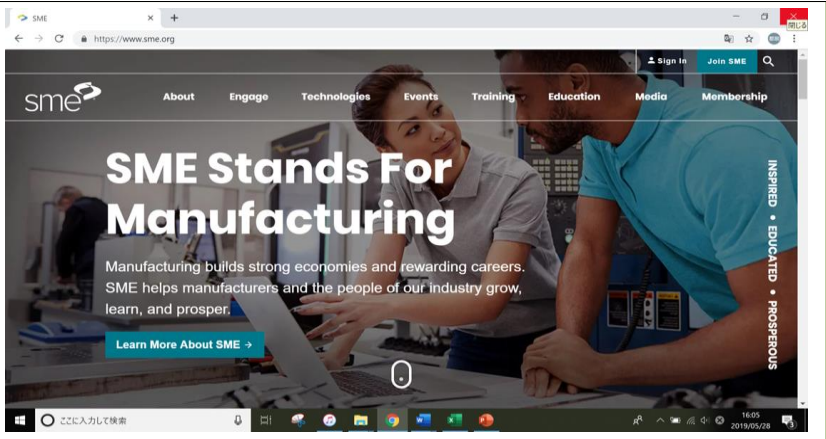 SME
https://www.sme.org
閉じる
Sign In
Join SME
sme
About Engage Technologies Events Training Education Media Membership
SME Stands For
Manufacturing
Manufacturing builds strong economies and rewarding careers.
SME helps manufacturers and the people of our industry grow,
learn, and prosper.
Learn More About SME →
INSPIRED • EDUCATED • PROSPEROUS
ここに入力して検索
16:05
2019/05/28